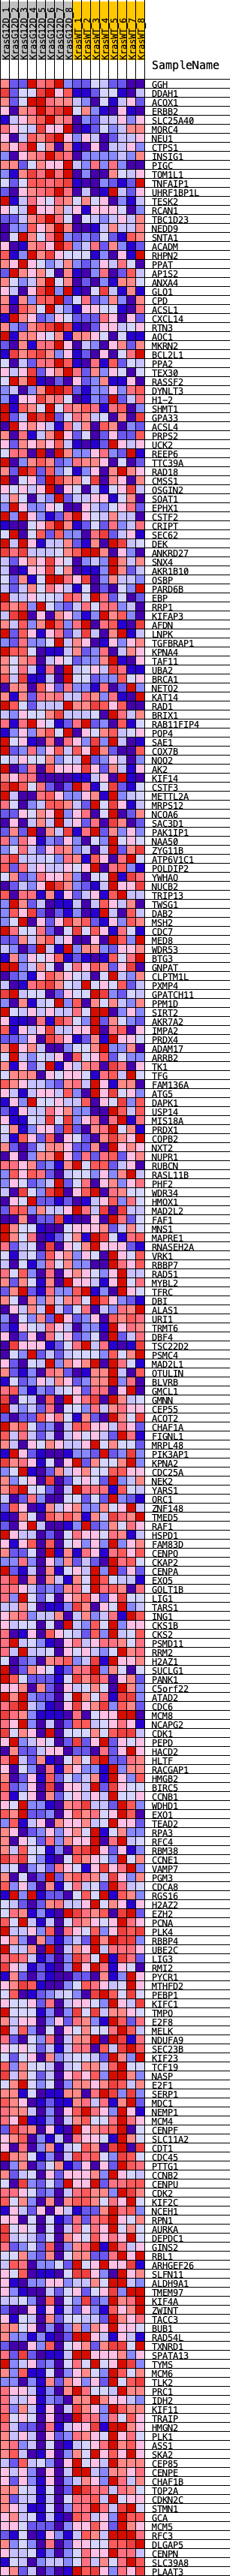 KrasG12D_1
KrasG12D_2
KrasG12D_3
KrasG12D_4
KrasG12D_5
KrasG12D_6
KrasG12D_7
KrasG12D_8
KrasWT_1
KrasWT_2
KrasWT_3
KrasWT_4
KrasWT_5
KrasWT_6
KrasWT_7
KrasWT_8
SampleName
GGH
DDAH1
ACOX1
ERBB2
SLC25A40
MORC4
NEU1
CTPS1
INSIG1
PIGC
TOM1L1
TNFAIP1
UHRF1BP1L
TESK2
RCAN1
TBC1D23
NEDD9
SNTA1
ACADM
RHPN2
PPAT
AP1S2
ANXA4
GLO1
CPD
ACSL1
CXCL14
RTN3
AOC1
MKRN2
BCL2L1
PPA2
TEX30
RASSF2
DYNLT3
H1-2
SHMT1
GPA33
ACSL4
PRPS2
UCK2
REEP6
TTC39A
RAD18
CMSS1
OSGIN2
SOAT1
EPHX1
CSTF2
CRIPT
SEC62
DEK
ANKRD27
SNX4
AKR1B10
OSBP
PARD6B
EBP
RRP1
KIFAP3
AFDN
LNPK
TGFBRAP1
KPNA4
TAF11
UBA2
BRCA1
NETO2
KAT14
RAD1
BRIX1
RAB11FIP4
POP4
SAE1
COX7B
NQO2
AK2
KIF14
CSTF3
METTL2A
MRPS12
NCOA6
SAC3D1
PAK1IP1
NAA50
ZYG11B
ATP6V1C1
POLDIP2
YWHAQ
NUCB2
TRIP13
TWSG1
DAB2
MSH2
CDC7
MED8
WDR53
BTG3
GNPAT
CLPTM1L
PXMP4
GPATCH11
PPM1D
SIRT2
AKR7A2
IMPA2
PRDX4
ADAM17
ARRB2
TK1
TFG
FAM136A
ATG5
DAPK1
USP14
MIS18A
PRDX1
COPB2
NXT2
NUPR1
RUBCN
RASL11B
PHF2
WDR34
HMOX1
MAD2L2
FAF1
MNS1
MAPRE1
RNASEH2A
VRK1
RBBP7
RAD51
MYBL2
TFRC
DBI
ALAS1
URI1
TRMT6
DBF4
TSC22D2
PSMC4
MAD2L1
OTULIN
BLVRB
GMCL1
GMNN
CEP55
ACOT2
CHAF1A
FIGNL1
MRPL48
PIK3AP1
KPNA2
CDC25A
NEK2
YARS1
ORC1
ZNF148
TMED5
RAF1
HSPD1
FAM83D
CENPO
CKAP2
CENPA
EXO5
GOLT1B
LIG1
TARS1
ING1
CKS1B
CKS2
PSMD11
RRM2
H2AZ1
SUCLG1
PANK1
C5orf22
ATAD2
CDC6
MCM8
NCAPG2
CDK1
PEPD
HACD2
HLTF
RACGAP1
HMGB2
BIRC5
CCNB1
WDHD1
EXO1
TEAD2
RPA3
RFC4
RBM38
CCNE1
VAMP7
PGM3
CDCA8
RGS16
H2AZ2
EZH2
PCNA
PLK4
RBBP4
UBE2C
LIG3
RMI2
PYCR1
MTHFD2
PEBP1
KIFC1
TMPO
E2F8
MELK
NDUFA9
SEC23B
KIF23
TCF19
NASP
E2F1
SERP1
MDC1
NEMP1
MCM4
CENPF
SLC11A2
CDT1
CDC45
PTTG1
CCNB2
CENPU
CDK2
KIF2C
NCEH1
RPN1
AURKA
DEPDC1
GINS2
RBL1
ARHGEF26
SLFN11
ALDH9A1
TMEM97
KIF4A
ZWINT
TACC3
BUB1
RAD54L
TXNRD1
SPATA13
TYMS
MCM6
TLK2
PRC1
IDH2
KIF11
TRAIP
HMGN2
PLK1
ASS1
SKA2
CEP85
CENPE
CHAF1B
TOP2A
CDKN2C
STMN1
GCA
MCM5
RFC3
DLGAP5
CENPN
SLC39A8
PLAAT3